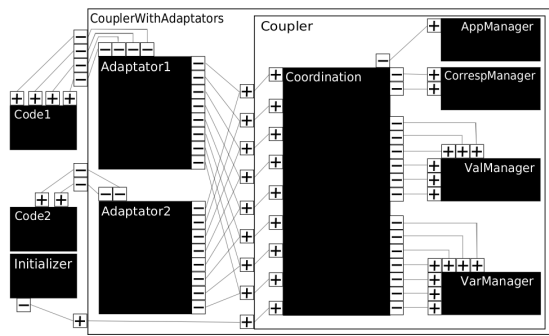 CouplerWithAdaptators
Coupler
AppManager
Adaptator1
Coordination
CorrespManager
Code1
ValManager
Code2
Adaptator2
Initializer
VarManager